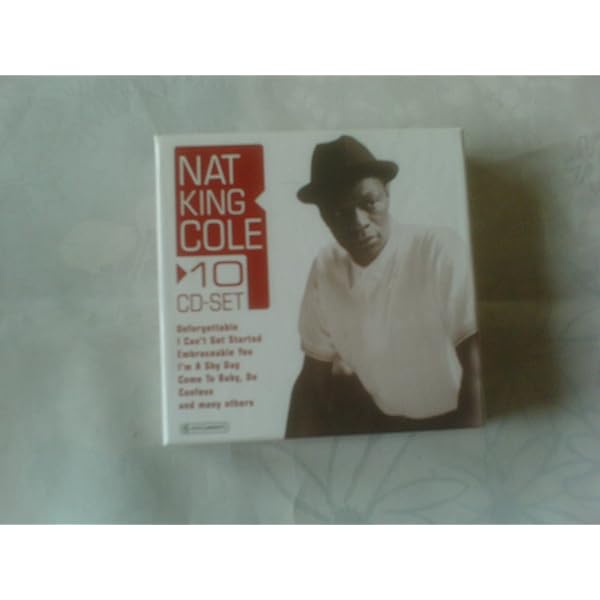 NAT
KING
COLE
10
CD-SET
Unforgettable
I Can't Get Started
Embraceable You
I'm A Shy Guy
Come To Baby, Do
Confess
and many others